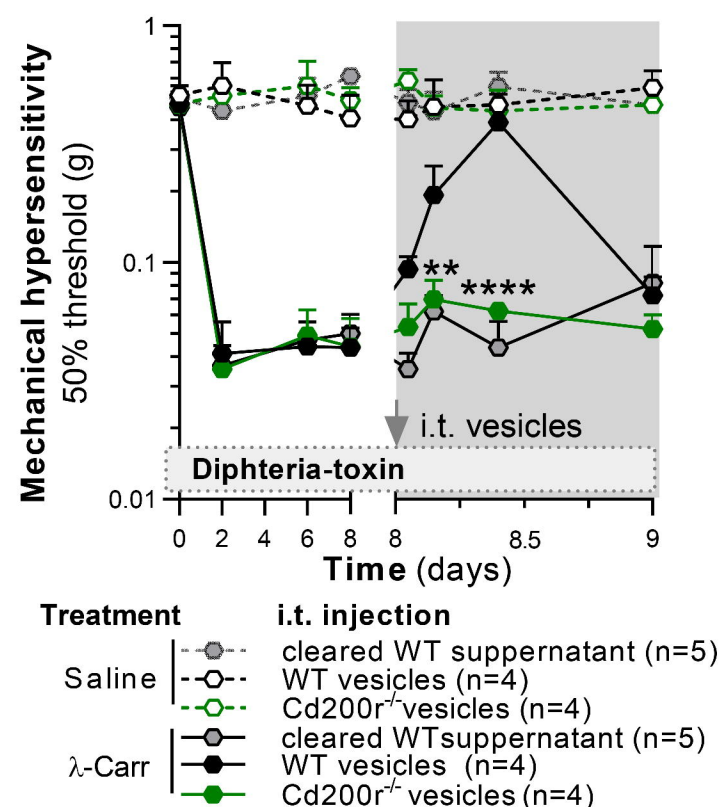 Mechanical hypersensitivity
50% threshold (g)
1
0.1
0.01
**
****
i.t. vesicles
Diphteria-toxin
0 2 4 6 8 8 8.5 9
Time (days)
Treatment i.t. injection
Saline
cleared WT suppernatant (n=5)
WT vesicles (n=4)
Cd200r-/- vesicles (n=4)
λ-Carr
cleared WTsuppernatant (n=5)
WT vesicles (n=4)
Cd200r-/- vesicles (n=4)